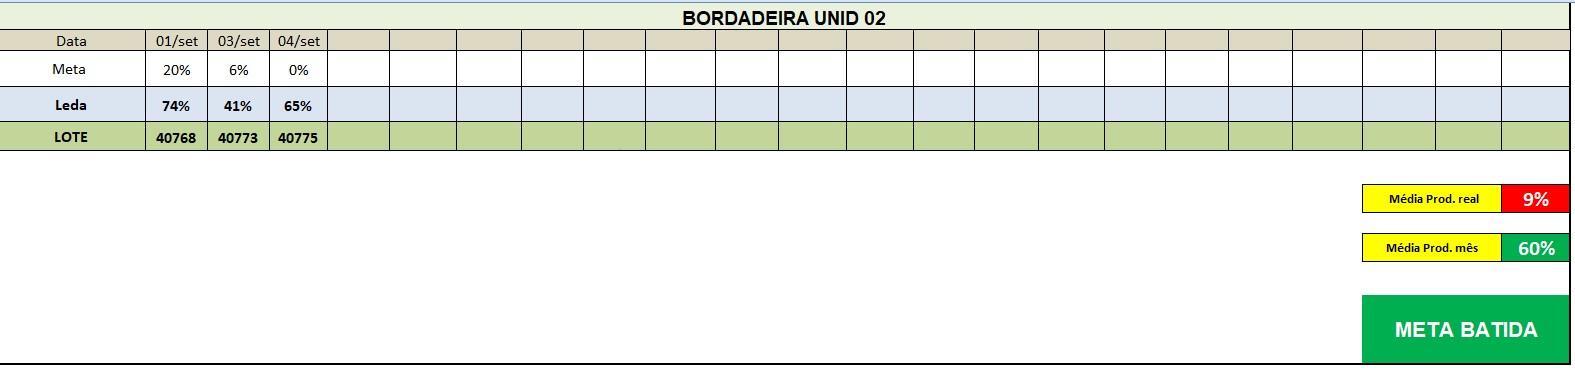 BORDADEIRA UNID 02
Data 01/set 03/set 04/set
Meta 20% 6% 0%
Leda 74% 41% 65%
LOTE 40768 40773 40775
Média Prod. real 9%
Média Prod. mês 60%
META BATIDA